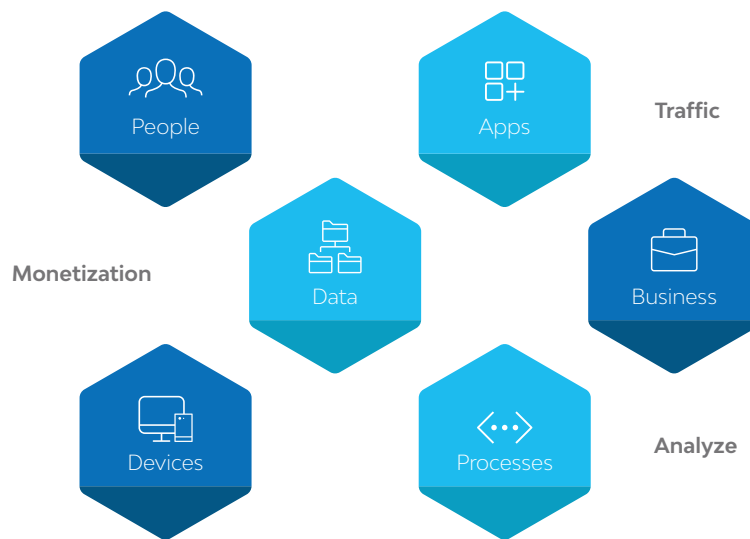 People
Apps
Traffic
Monetization
Data
Business
Devices
Processes
Analyze